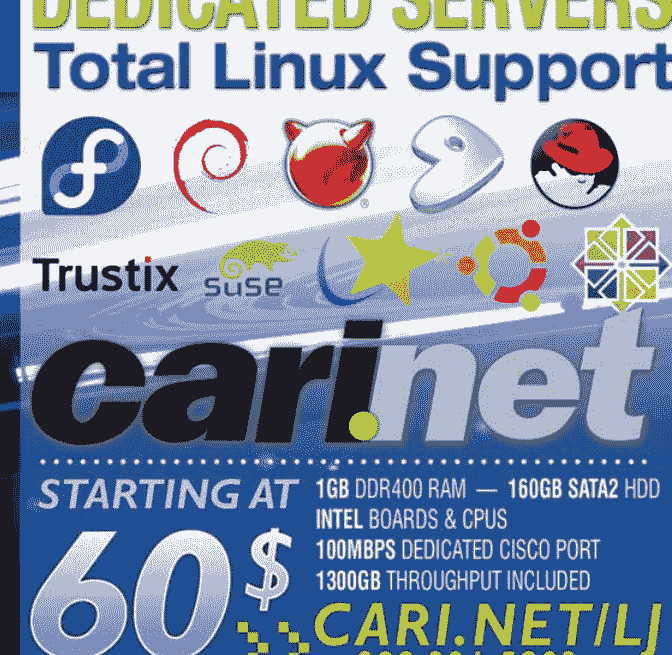 DEDICATED SERVERS
Total Linux Support
Trustix
suse
cari.net
STARTING AT
60$
1GB DDR400 RAM — 160GB SATA2 HDD
INTEL BOARDS & CPUS
100MBPS DEDICATED CISCO PORT
1300GB THROUGHPUT INCLUDED
CARI.NET/LJ